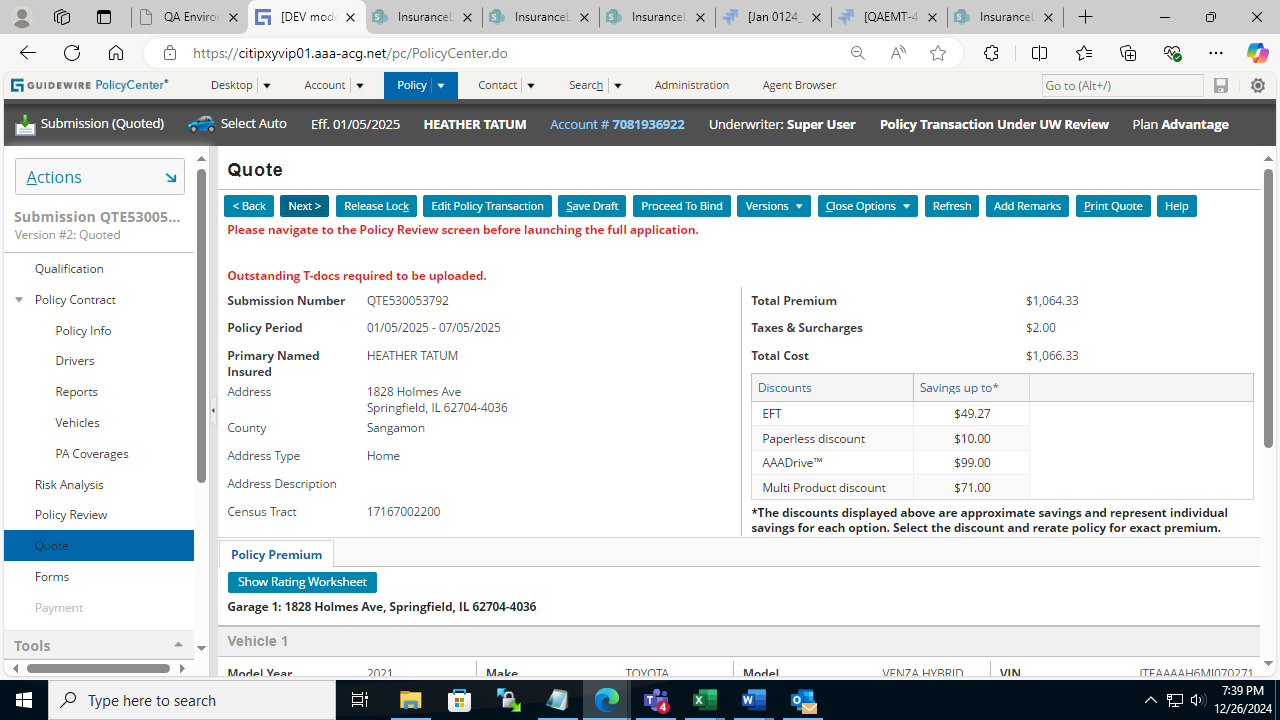 QA Environ
[DEV mode
InsuranceL
InsuranceL
InsuranceL
[Jan 0124_
[QAEMT-4
InsuranceL
https://citipxyvip01.aaa-acg.net/pc/PolicyCenter.do
GUIDEWIRE PolicyCenter®
Desktop
Account
Policy
Contact
Search
Administration
Agent Browser
Go to (Alt+/)
Submission (Quoted)
Select Auto
Eff. 01/05/2025
HEATHER TATUM
Account # 7081936922
Underwriter: Super User
Policy Transaction Under UW Review
Plan Advantage
Actions
Submission QTE53005...
Version #2: Quoted
Qualification
Policy Contract
Policy Info
Drivers
Reports
Vehicles
PA Coverages
Risk Analysis
Policy Review
Quote
Forms
Payment
Tools
Quote
< Back
Next >
Release Lock
Edit Policy Transaction
Save Draft
Proceed To Bind
Versions
Close Options
Refresh
Add Remarks
Print Quote
Help
Please navigate to the Policy Review screen before launching the full application.
Outstanding T-docs required to be uploaded.
Submission Number QTE530053792
Policy Period 01/05/2025 - 07/05/2025
Primary Named Insured HEATHER TATUM
Address 1828 Holmes Ave
Springfield, IL 62704-4036
County Sangamon
Address Type Home
Address Description
Census Tract 17167002200
Total Premium $1,064.33
Taxes & Surcharges $2.00
Total Cost $1,066.33
Discounts Savings up to*
EFT $49.27
Paperless discount $10.00
AAADrive™ $99.00
Multi Product discount $71.00
*The discounts displayed above are approximate savings and represent individual
savings for each option. Select the discount and rerate policy for exact premium.
Policy Premium
Show Rating Worksheet
Garage 1: 1828 Holmes Ave, Springfield, IL 62704-4036
Vehicle 1
Model Year 2021 Make TOYOTA Model VENZA HYBRID VIN
Type here to search
4
7:39 PM
12/26/2024